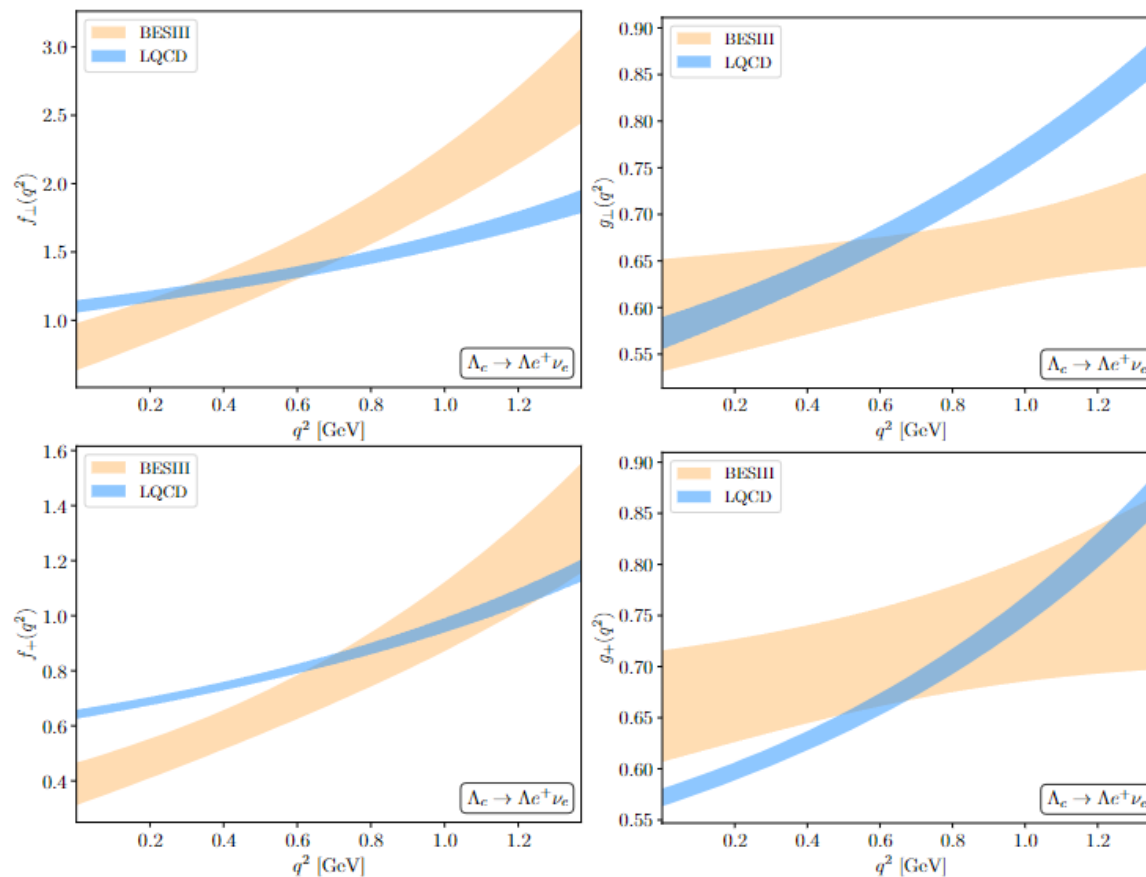 3.0
2.5
2.0
1.5
1.0
f⊥(q²)
BESIII
LQCD
Λc → Λe⁺νe
0.2 0.4 0.6 0.8 1.0 1.2
q² [GeV]
0.90
0.85
0.80
0.75
0.70
0.65
0.60
0.55
g⊥(q²)
BESIII
LQCD
Λc → Λe⁺νe
0.2 0.4 0.6 0.8 1.0 1.2
q² [GeV]
1.6
1.4
1.2
1.0
0.8
0.6
0.4
f+(q²)
BESIII
LQCD
Λc → Λe⁺νe
0.2 0.4 0.6 0.8 1.0 1.2
q² [GeV]
0.90
0.85
0.80
0.75
0.70
0.65
0.60
0.55
g+(q²)
BESIII
LQCD
Λc → Λe⁺νe
0.2 0.4 0.6 0.8 1.0 1.2
q² [GeV]